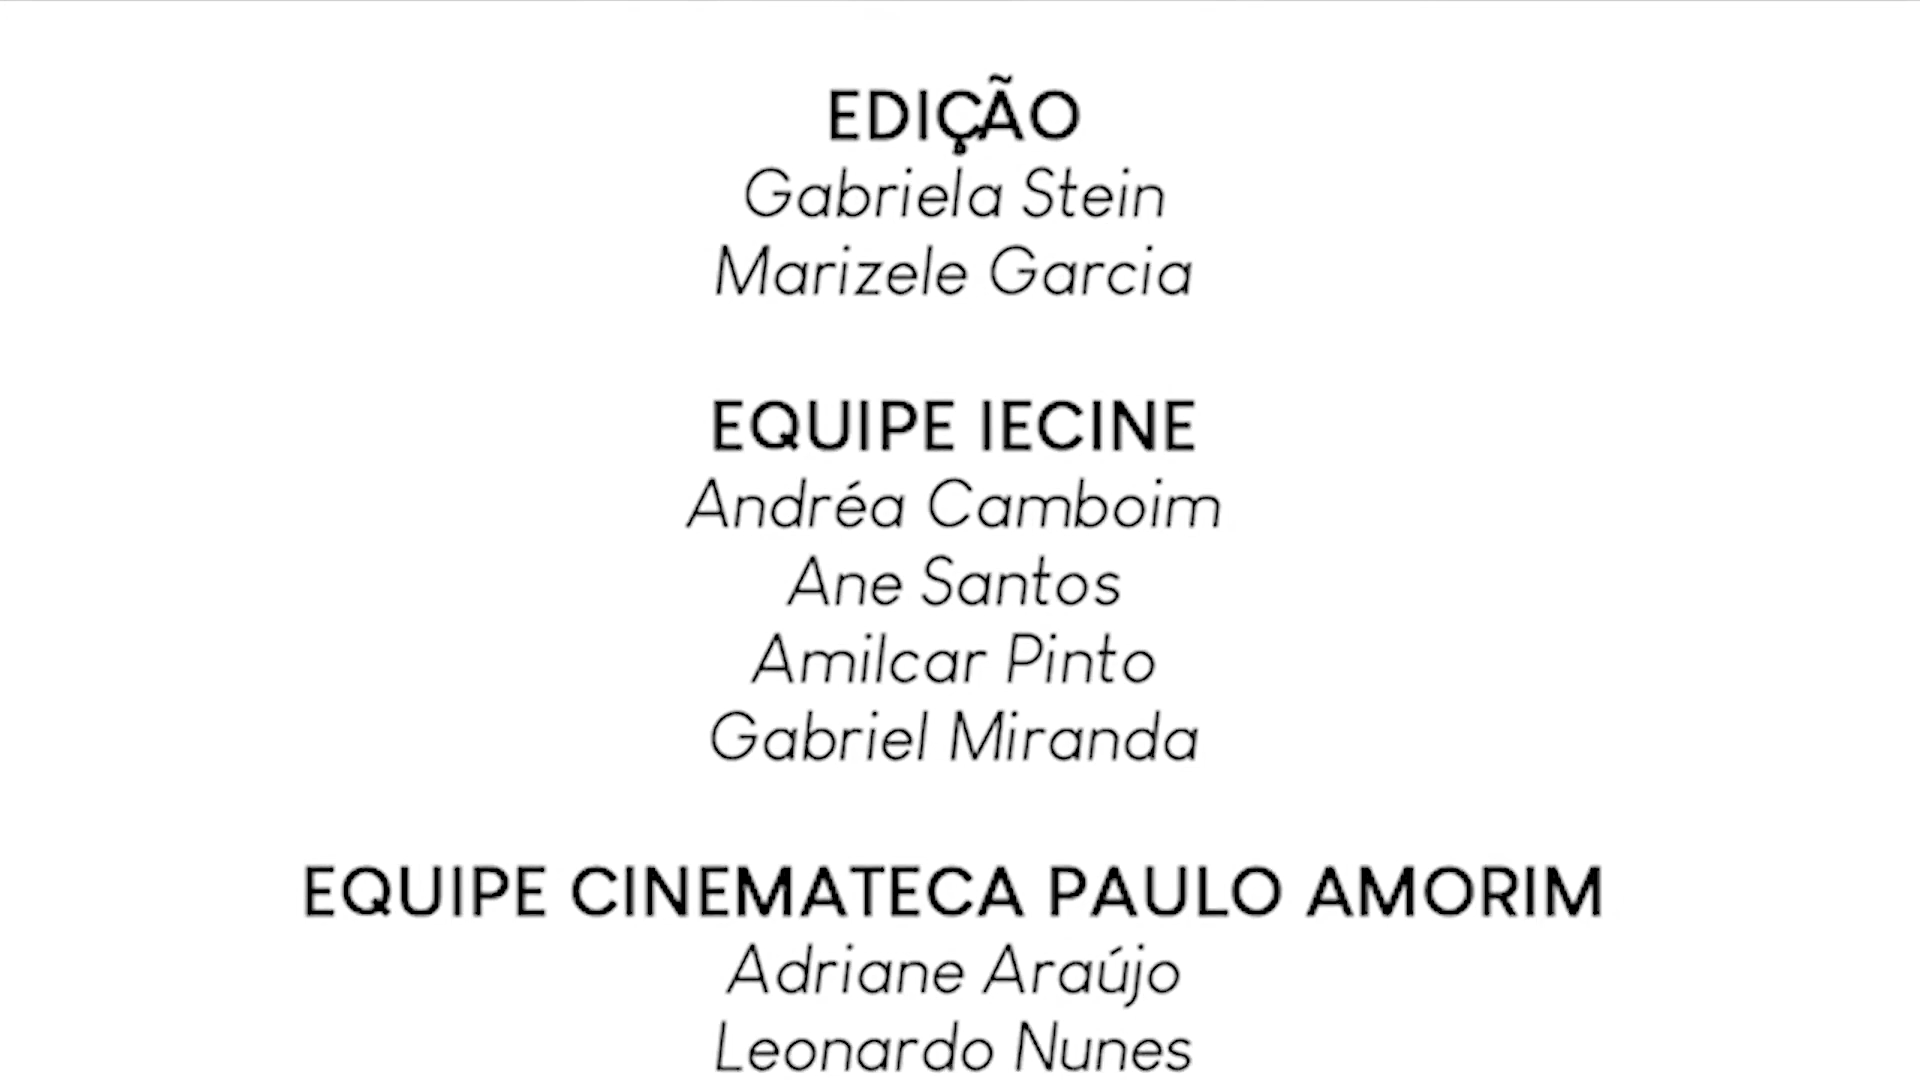 EDIÇÃO
Gabriela Stein
Marizele Garcia
EQUIPE IECINE
Andréa Camboim
Ane Santos
Amilcar Pinto
Gabriel Miranda
EQUIPE CINEMATECA PAULO AMORIM
Adriane Araújo
Leonardo Nunes